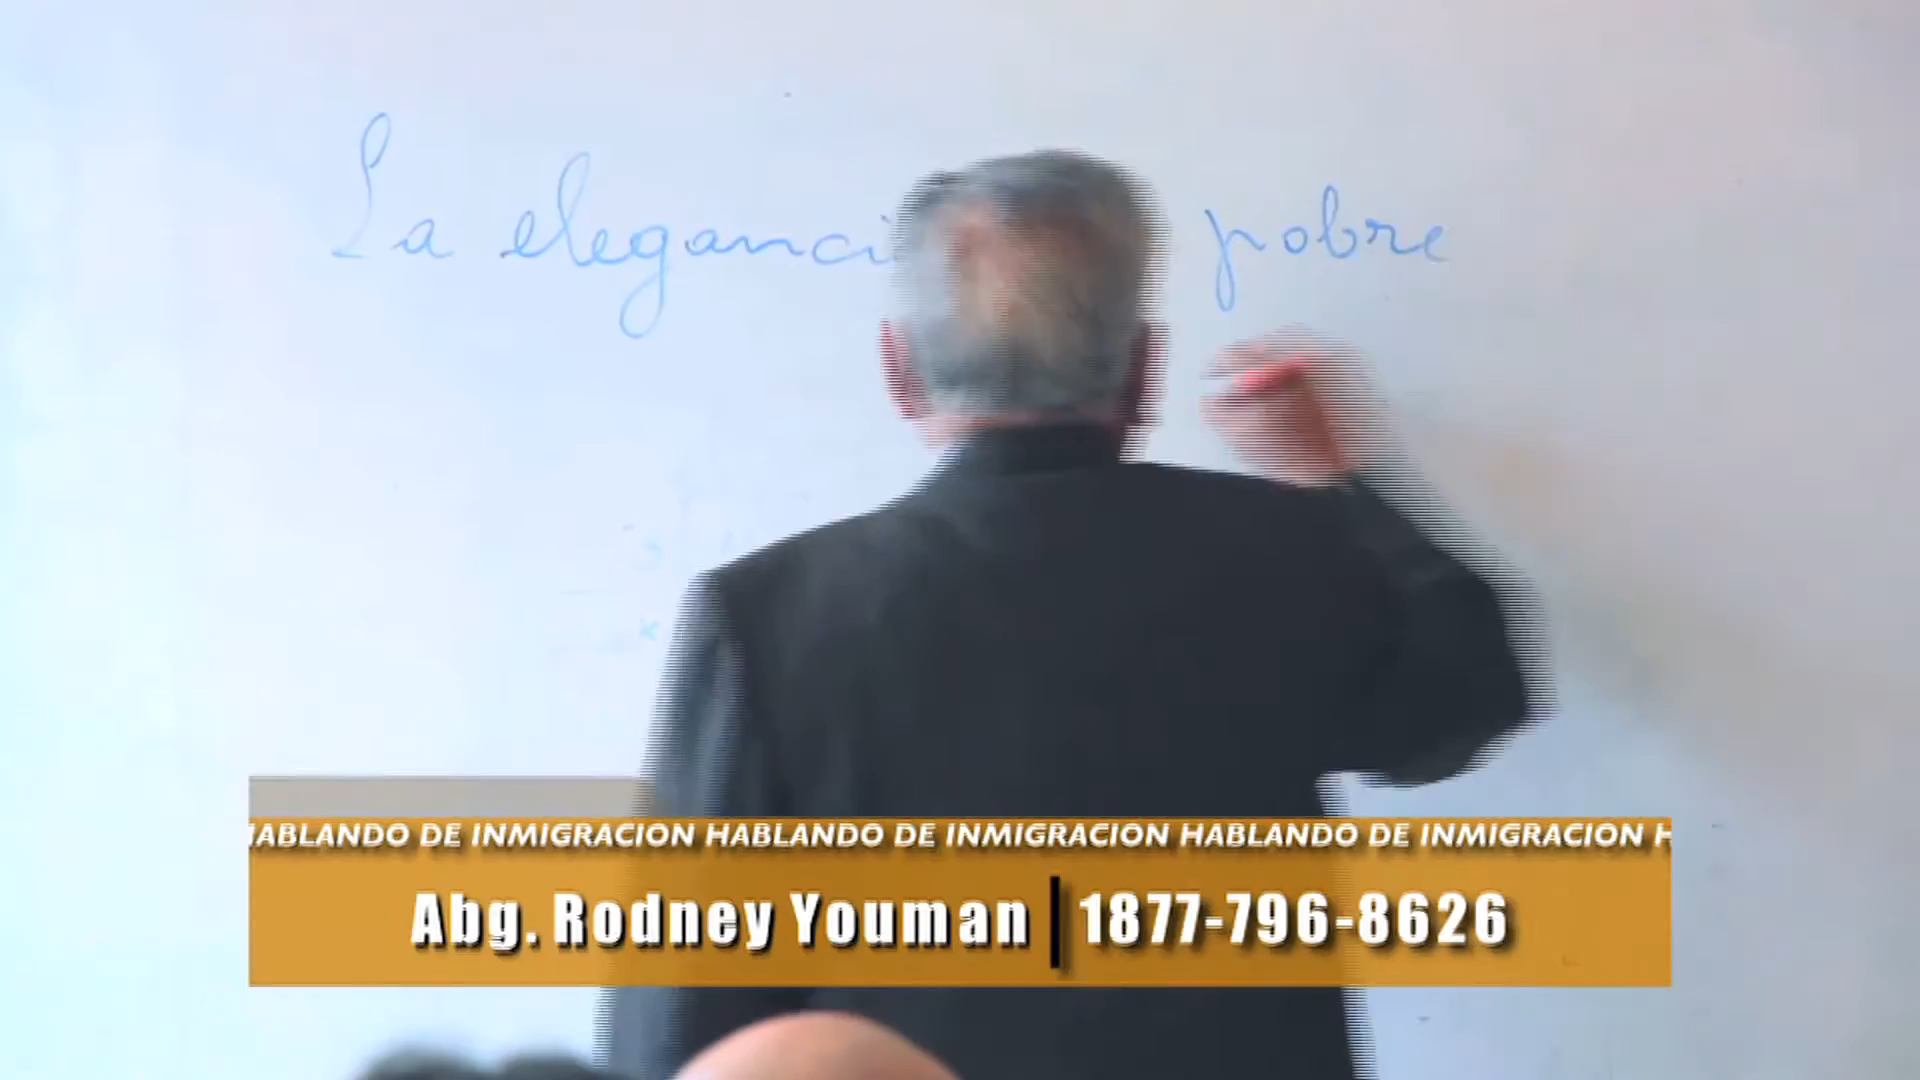 La eleganci pobre
HABLANDO DE INMIGRACION HABLANDO DE INMIGRACION HABLANDO DE INMIGRACION H
Abg. Rodney Youman | 1877-796-8626